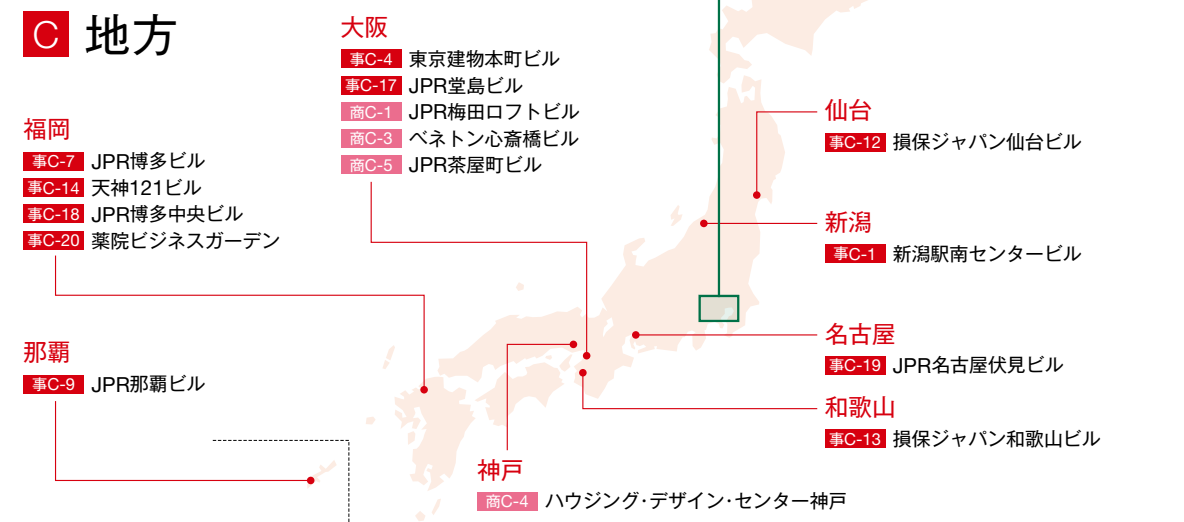 C 地方
福岡
事C-7 JPR博多ビル
事C-14 天神121ビル
事C-18 JPR博多中央ビル
事C-20 薬院ビジネスガーデン
那覇
事C-9 JPR那覇ビル
大阪
事C-4 東京建物本町ビル
事C-17 JPR堂島ビル
商C-1 JPR梅田ロフトビル
商C-3 ベネトン心斎橋ビル
商C-5 JPR茶屋町ビル
神戸
商C-4 ハウジング・デザイン・センター神戸
仙台
事C-12 損保ジャパン仙台ビル
新潟
事C-1 新潟駅南センタービル
名古屋
事C-19 JPR名古屋伏見ビル
和歌山
事C-13 損保ジャパン和歌山ビル